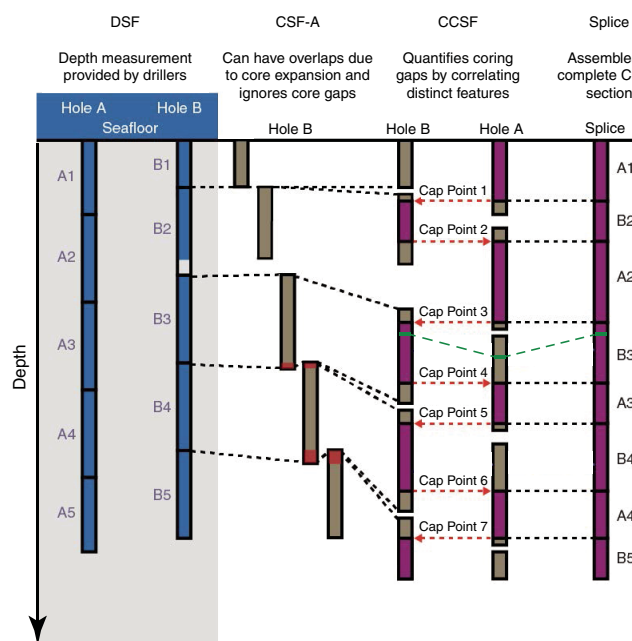 DSF
CSF-A
CCSF
Splice
Depth measurement
provided by drillers
Can have overlaps due
to core expansion and
ignores core gaps
Quantifies coring
gaps by correlating
distinct features
Assemble
complete C
section
Hole A
Hole B
Seafloor
Hole B
Hole B
Hole A
Splice
Depth
A1
A2
A3
A4
A5
B1
B2
B3
B4
B5
Cap Point 1
Cap Point 2
Cap Point 3
Cap Point 4
Cap Point 5
Cap Point 6
Cap Point 7
A1
B2
A2
B3
A3
B4
A4
B5